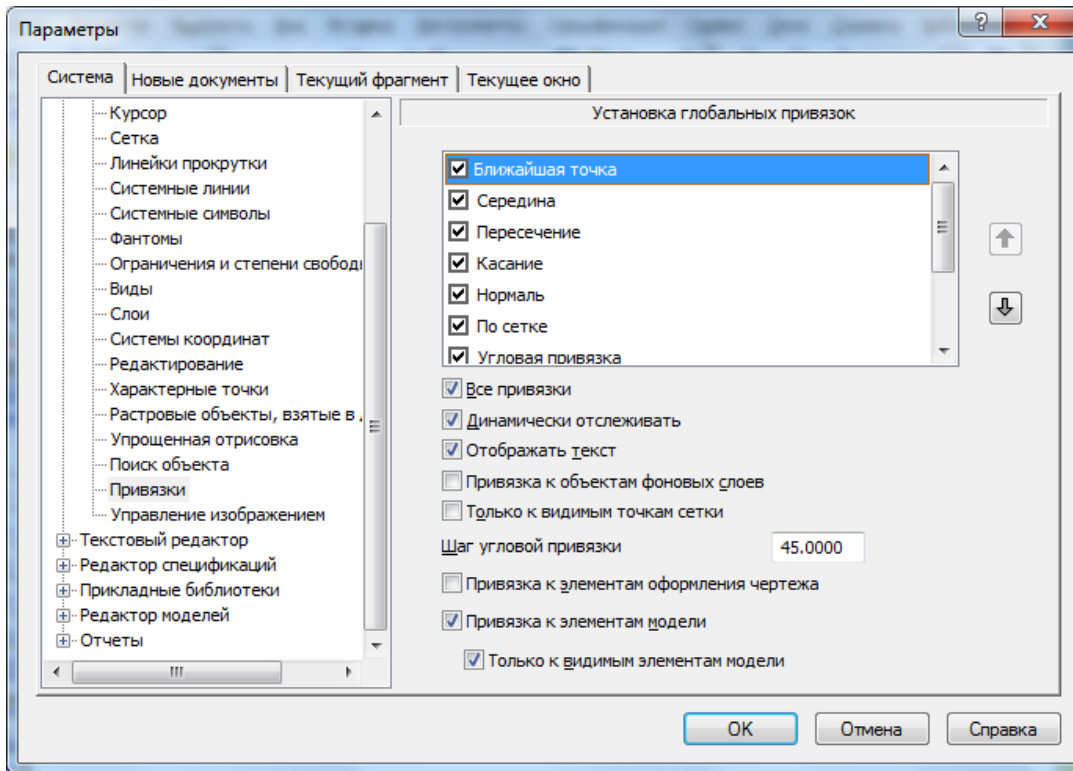 Параметры
Система
Новые документы
Текущий фрагмент
Текущее окно
Курсор
Сетка
Линейки прокрутки
Системные линии
Системные символы
Фантомы
Ограничения и степени свободы
Виды
Слои
Системы координат
Редактирование
Характерные точки
Растровые объекты, взятые в
Упрощенная отрисовка
Поиск объекта
Привязки
Управление изображением
Текстовый редактор
Редактор спецификаций
Прикладные библиотеки
Редактор моделей
Отчеты
Установка глобальных привязок
Ближайшая точка
Середина
Пересечение
Касание
Нормаль
По сетке
Угловая привязка
Все привязки
Динамически отслеживать
Отображать текст
Привязка к объектам фоновых слоев
Только к видимым точкам сетки
Шаг угловой привязки 45.0000
Привязка к элементам оформления чертежа
Привязка к элементам модели
Только к видимым элементам модели
OK
Отмена
Справка